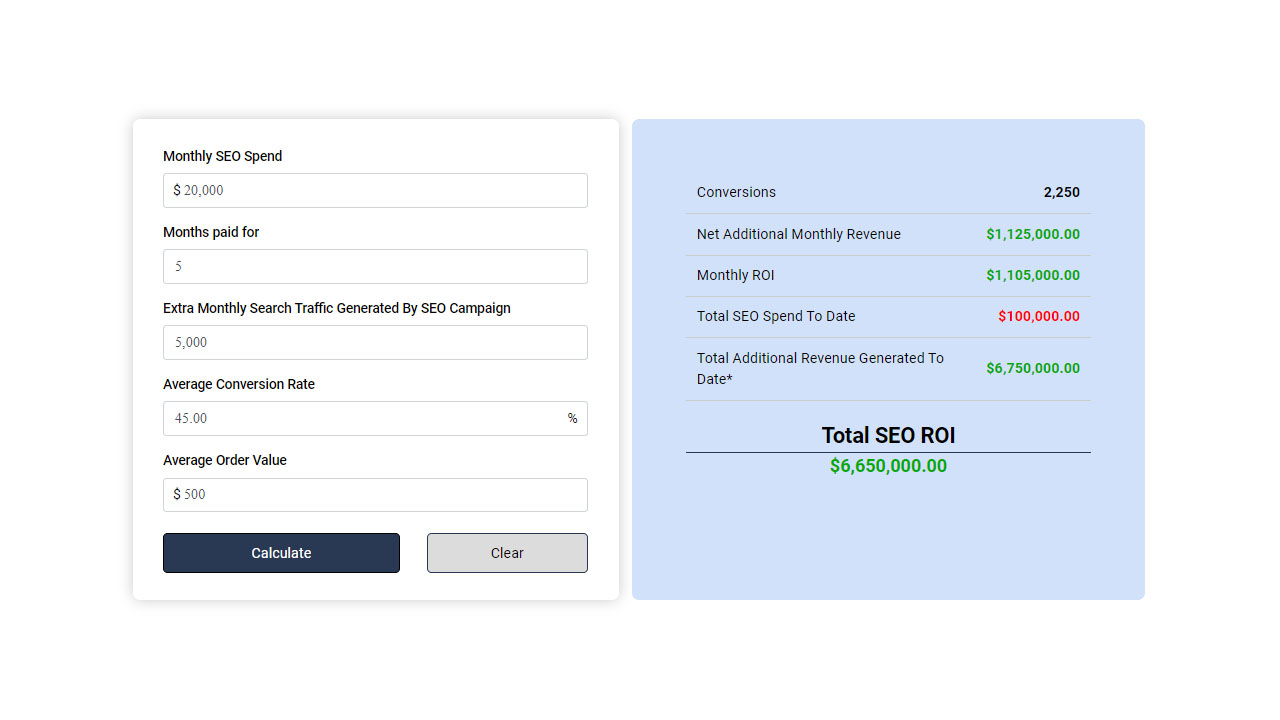 Monthly SEO Spend
$ 20,000
Months paid for
5
Extra Monthly Search Traffic Generated By SEO Campaign
5,000
Average Conversion Rate
45.00 %
Average Order Value
$ 500
Calculate Clear
Conversions 2,250
Net Additional Monthly Revenue $1,125,000.00
Monthly ROI $1,105,000.00
Total SEO Spend To Date $100,000.00
Total Additional Revenue Generated To
Date* $6,750,000.00
Total SEO ROI
$6,650,000.00